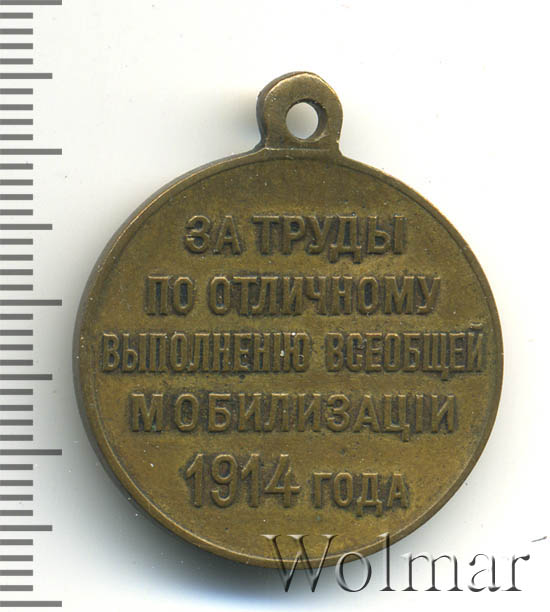 ЗА ТРУДЫ
ПО ОТЛИЧНОМУ
ВЫПОЛНЕНIЮ ВСЕОБЩЕЙ
МОБИЛИЗАЦIИ
1914 ГОДА
Wolmar